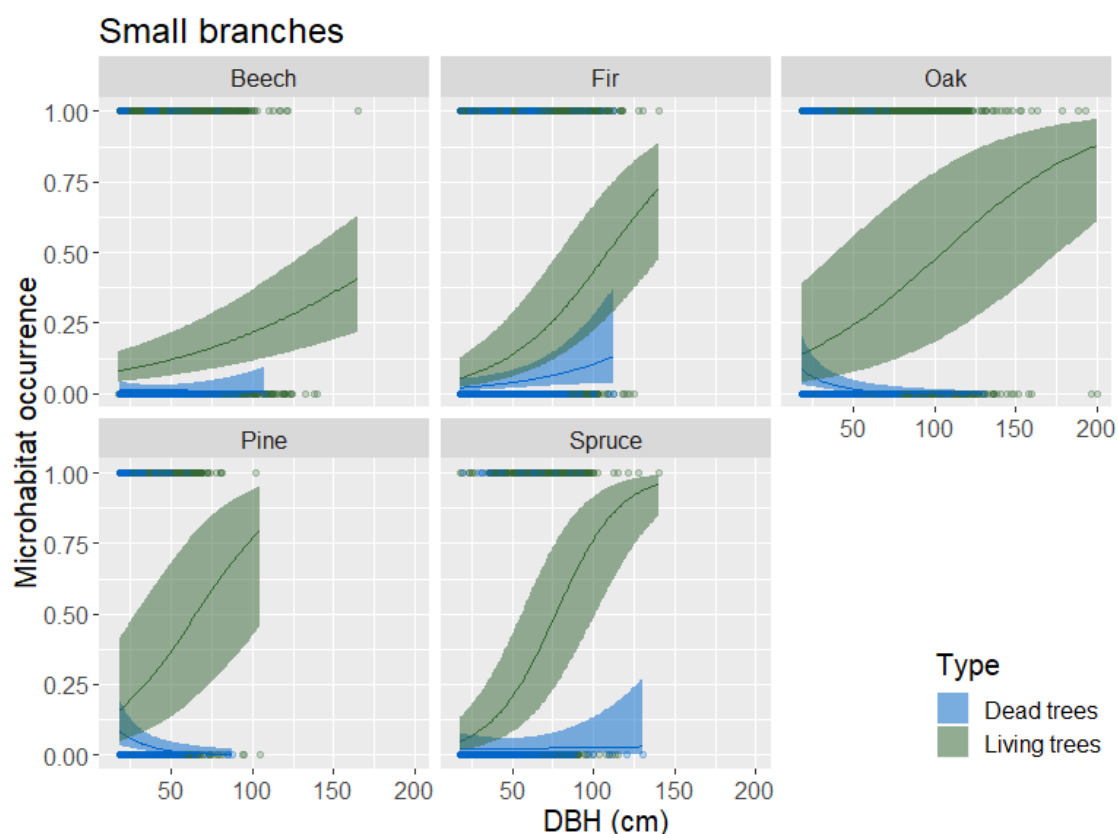 Small branches
Beech
Fir
Oak
1.00
0.75
0.50
0.25
0.00
50 100 150 200
Pine
Spruce
1.00
0.75
0.50
0.25
0.00
50 100 150 200
50 100 150 200
Microhabitat occurrence
DBH (cm)
Type
Dead trees
Living trees